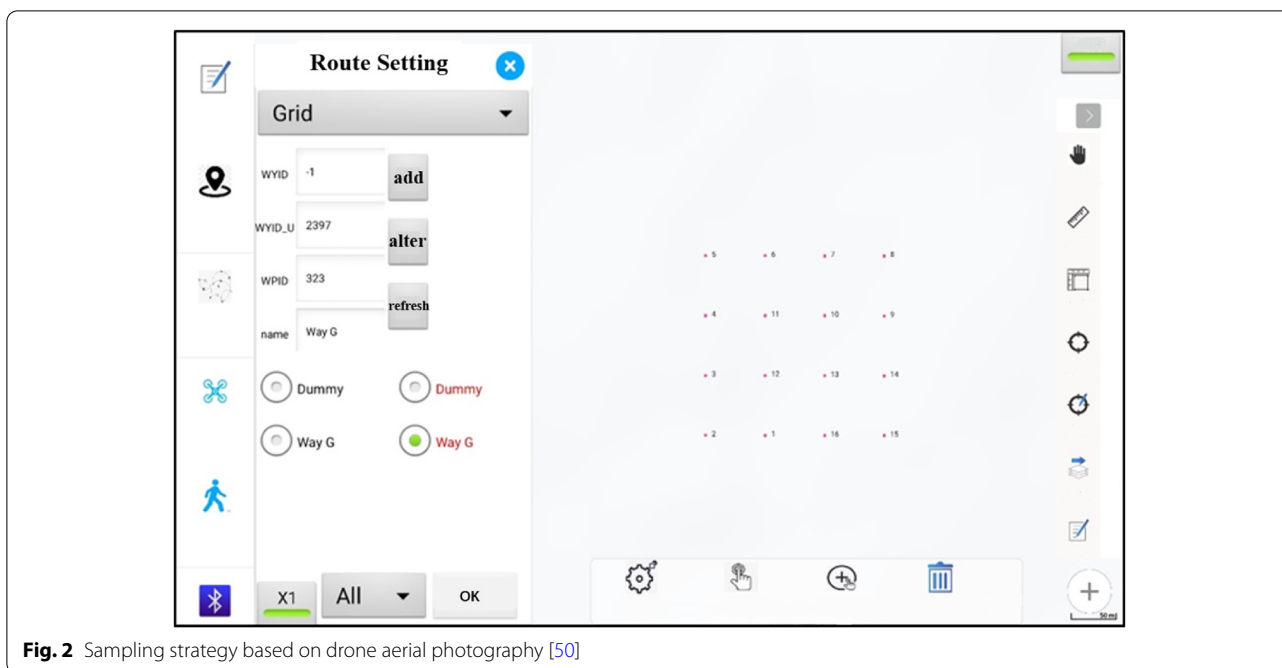 Route Setting
Grid
WYID -1 add
WYID_U 2397 alter
WPID 323 refresh
name Way G
Dummy Dummy
Way G Way G
X1 All OK
5 6 7 8
4 11 10 9
3 12 13 14
2 1 16 15
50 m
Fig. 2 Sampling strategy based on drone aerial photography [50]